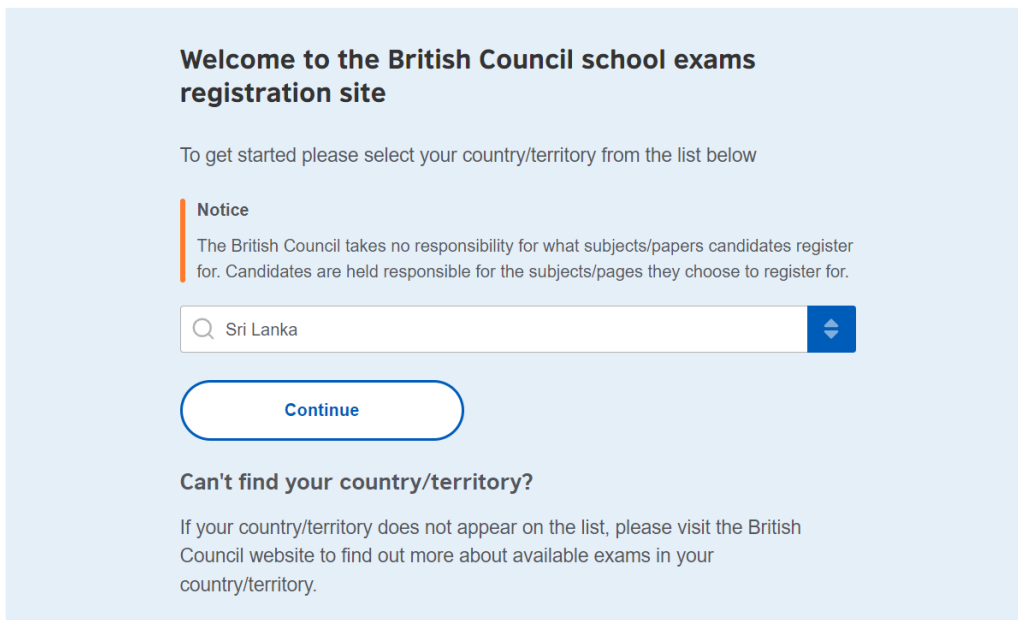 Welcome to the British Council school exams
registration site
To get started please select your country/territory from the list below
Notice
The British Council takes no responsibility for what subjects/papers candidates register
for. Candidates are held responsible for the subjects/pages they choose to register for.
Sri Lanka
Continue
Can't find your country/territory?
If your country/territory does not appear on the list, please visit the British
Council website to find out more about available exams in your
country/territory.